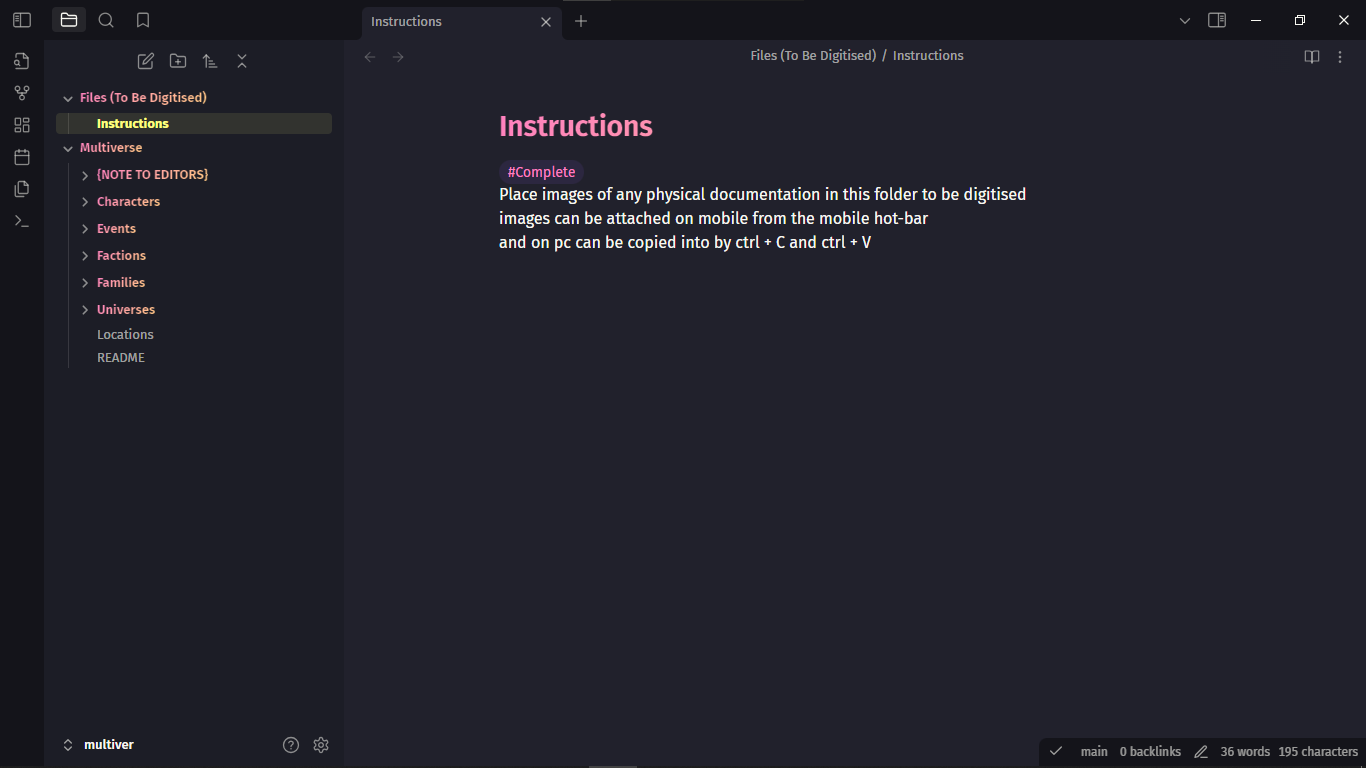 Instructions
Files (To Be Digitised) / Instructions
Files (To Be Digitised)
Instructions
Multiverse
{NOTE TO EDITORS}
Characters
Events
Factions
Families
Universes
Locations
README
Instructions
#Complete
Place images of any physical documentation in this folder to be digitised
images can be attached on mobile from the mobile hot-bar
and on pc can be copied into by ctrl + C and ctrl + V
multiver
main 0 backlinks 36 words 195 characters